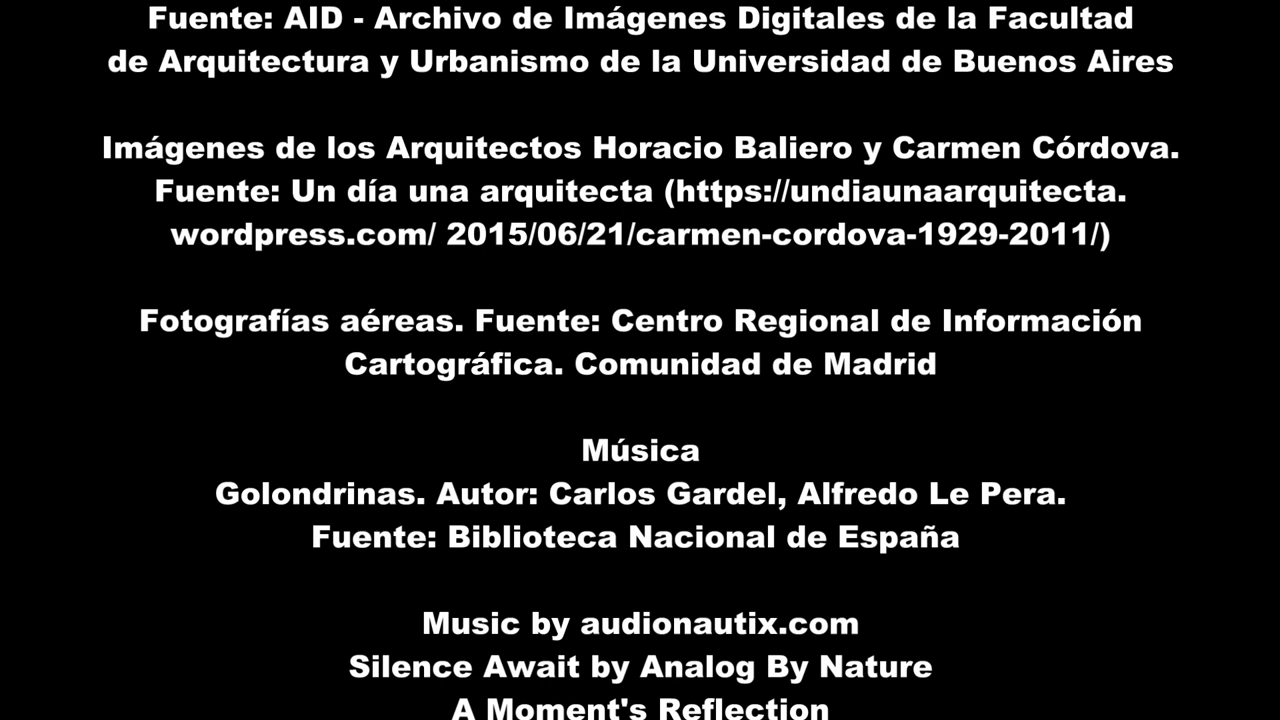 Fuente: AID - Archivo de Imágenes Digitales de la Facultad
de Arquitectura y Urbanismo de la Universidad de Buenos Aires
Imágenes de los Arquitectos Horacio Baliero y Carmen Córdova.
Fuente: Un día una arquitecta (https://undiaunaarquitecta.
wordpress.com/ 2015/06/21/carmen-cordova-1929-2011/)
Fotografías aéreas. Fuente: Centro Regional de Información
Cartográfica. Comunidad de Madrid
Música
Golondrinas. Autor: Carlos Gardel, Alfredo Le Pera.
Fuente: Biblioteca Nacional de España
Music by audionautix.com
Silence Await by Analog By Nature
A Moment's Reflection